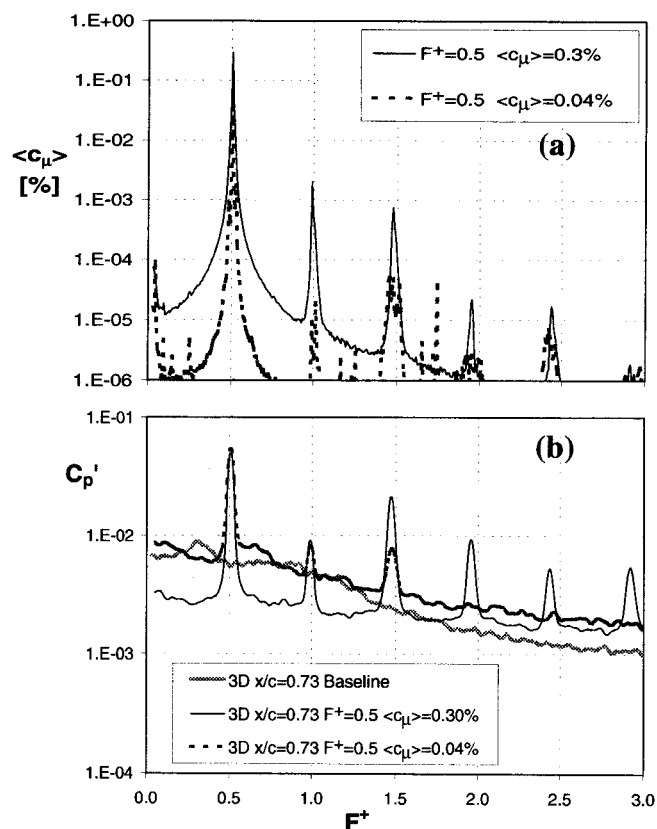 1.E+00
1.E-01
1.E-02
<cμ>
[%]
1.E-03
1.E-04
1.E-05
1.E-06
F+=0.5 <cμ>=0.3%
F+=0.5 <cμ>=0.04%
(a)
1.E-01
Cp'
1.E-02
1.E-03
1.E-04
(b)
3D x/c=0.73 Baseline
3D x/c=0.73 F+=0.5 <cμ>=0.30%
3D x/c=0.73 F+=0.5 <cμ>=0.04%
0.0 0.5 1.0 1.5 2.0 2.5 3.0
F+